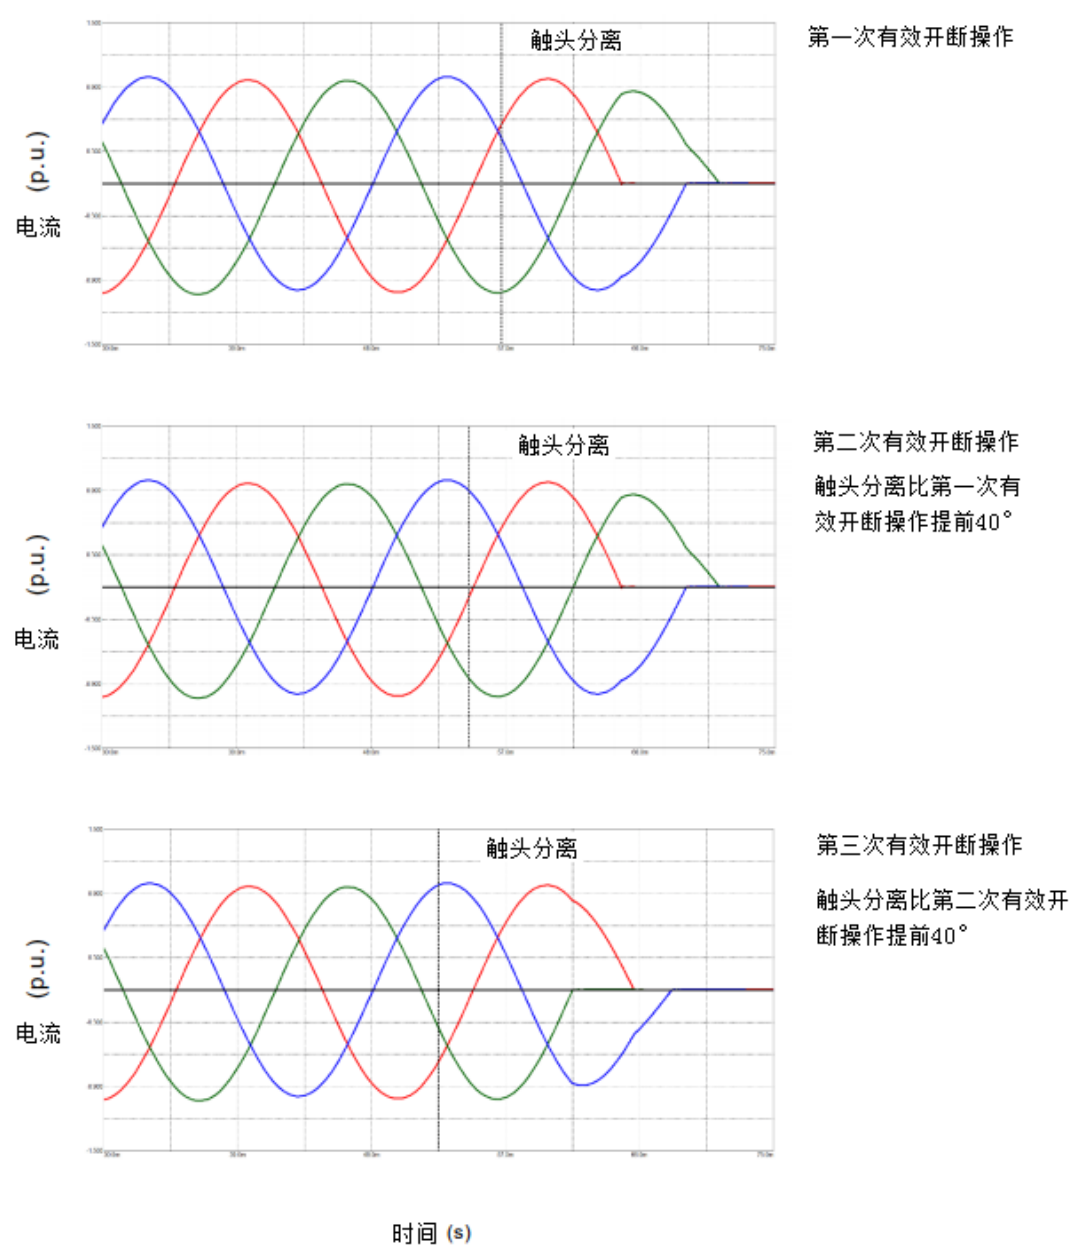 触头分离
第一次有效开断操作
(p.u.)
电流
触头分离
第二次有效开断操作
触头分离比第一次有
效开断操作提前40°
(p.u.)
电流
触头分离
第三次有效开断操作
触头分离比第二次有效开
断操作提前40°
(p.u.)
电流
时间 (s)